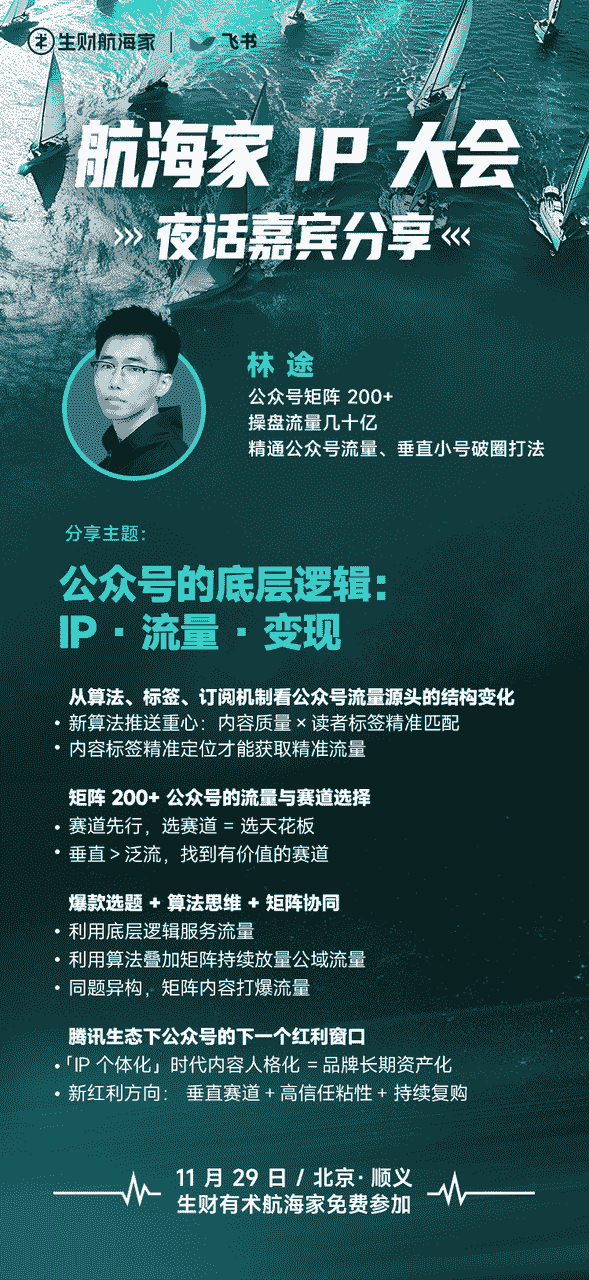 生财航海家 | 飞书
航海家 IP 大会
››› 夜话嘉宾分享 ‹‹‹
林 途
公众号矩阵 200+
操盘流量几十亿
精通公众号流量、垂直小号破圈打法
分享主题：
公众号的底层逻辑：
IP · 流量 · 变现
从算法、标签、订阅机制看公众号流量源头的结构变化
• 新算法推送重心：内容质量 × 读者标签精准匹配
• 内容标签精准定位才能获取精准流量
矩阵 200+ 公众号的流量与赛道选择
• 赛道先行，选赛道 = 选天花板
• 垂直 > 泛流，找到有价值的赛道
爆款选题 + 算法思维 + 矩阵协同
• 利用底层逻辑服务流量
• 利用算法叠加矩阵持续放量公域流量
• 同题异构，矩阵内容打爆流量
腾讯生态下公众号的下一个红利窗口
•「IP 个体化」时代内容人格化 = 品牌长期资产化
• 新红利方向： 垂直赛道 + 高信任粘性 + 持续复购
11 月 29 日 / 北京· 顺义
生财有术航海家免费参加